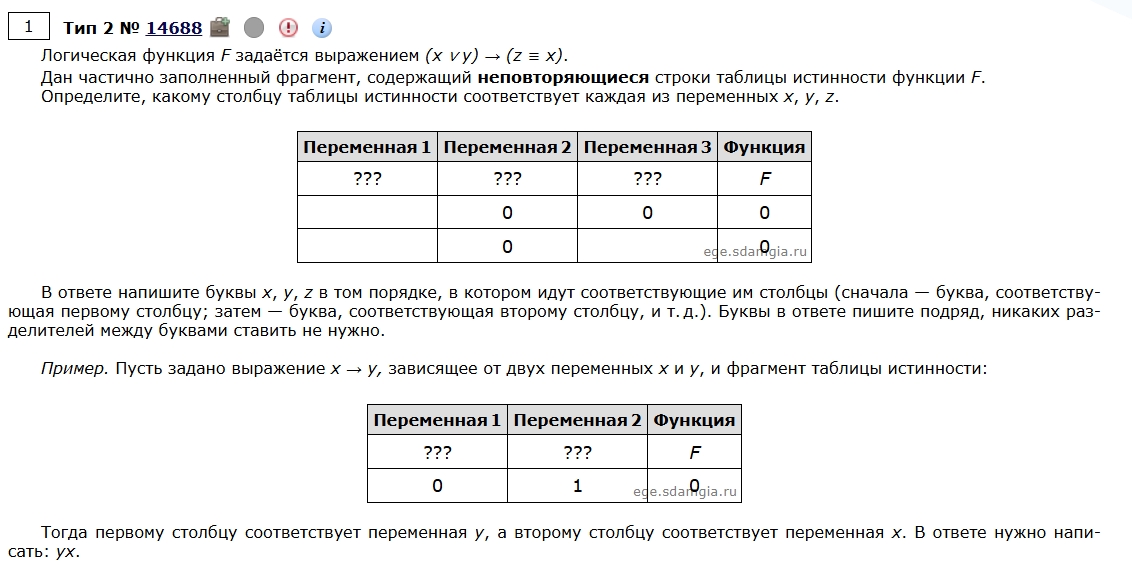 1 Тип 2 № 14688 i
Логическая функция F задаётся выражением (x ∨ y) → (z ≡ x).
Дан частично заполненный фрагмент, содержащий неповторяющиеся строки таблицы истинности функции F.
Определите, какому столбцу таблицы истинности соответствует каждая из переменных x, y, z.
Переменная 1 Переменная 2 Переменная 3 Функция
??? ??? ??? F
0 0 0
0 0
ege.sdamgia.ru
В ответе напишите буквы x, y, z в том порядке, в котором идут соответствующие им столбцы (сначала — буква, соответству-
ющая первому столбцу; затем — буква, соответствующая второму столбцу, и т. д.). Буквы в ответе пишите подряд, никаких раз-
делителей между буквами ставить не нужно.
Пример. Пусть задано выражение x → y, зависящее от двух переменных x и y, и фрагмент таблицы истинности:
Переменная 1 Переменная 2 Функция
??? ??? F
0 1 0
ege.sdamgia.ru
Тогда первому столбцу соответствует переменная y, а второму столбцу соответствует переменная x. В ответе нужно напи-
сать: yx.